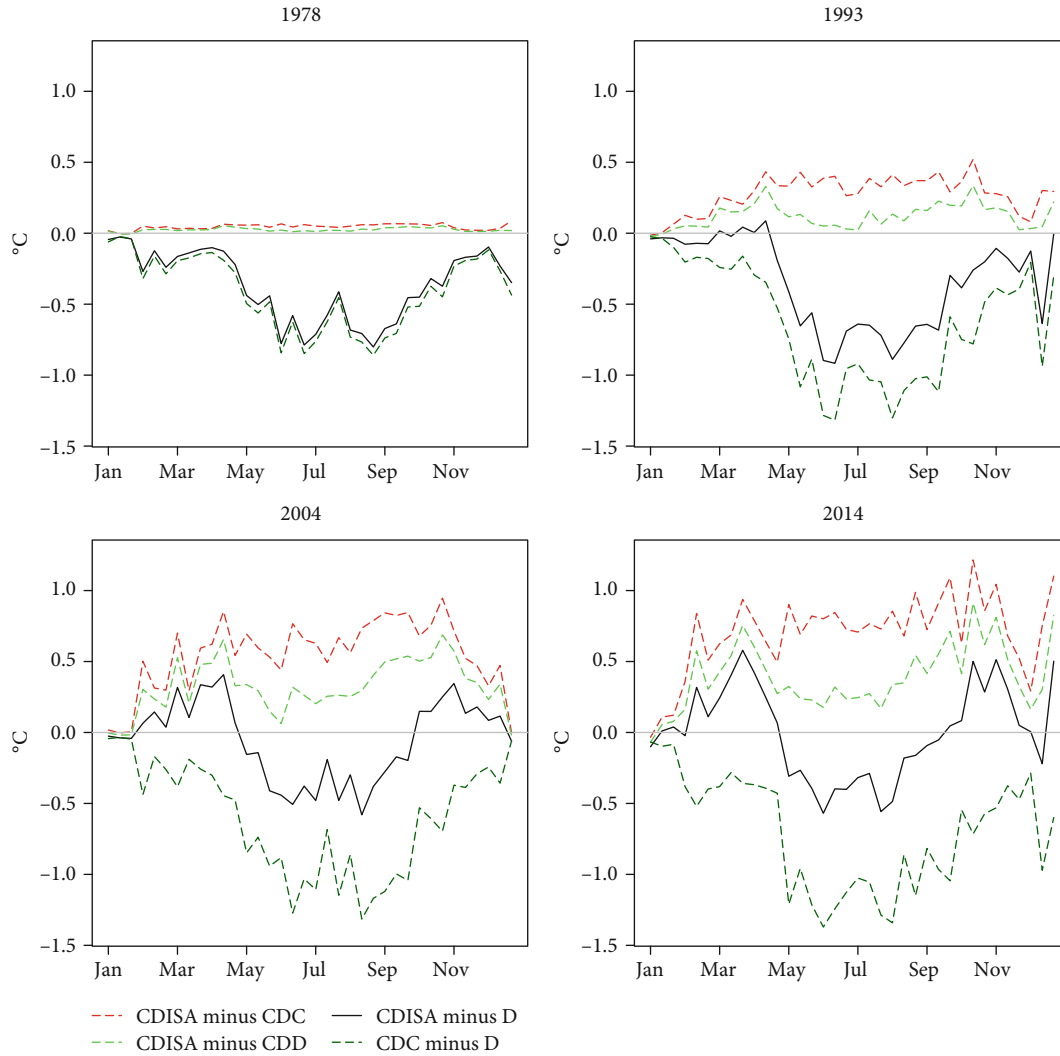 1978
1993
1.0
0.5
0.0
−0.5
−1.0
−1.5
°C
Jan Mar May Jul Sep Nov
1.0
0.5
0.0
−0.5
−1.0
−1.5
°C
Jan Mar May Jul Sep Nov
2004
2014
1.0
0.5
0.0
−0.5
−1.0
−1.5
°C
Jan Mar May Jul Sep Nov
1.0
0.5
0.0
−0.5
−1.0
−1.5
°C
Jan Mar May Jul Sep Nov
CDISA minus CDC
CDISA minus D
CDISA minus CDD
CDC minus D